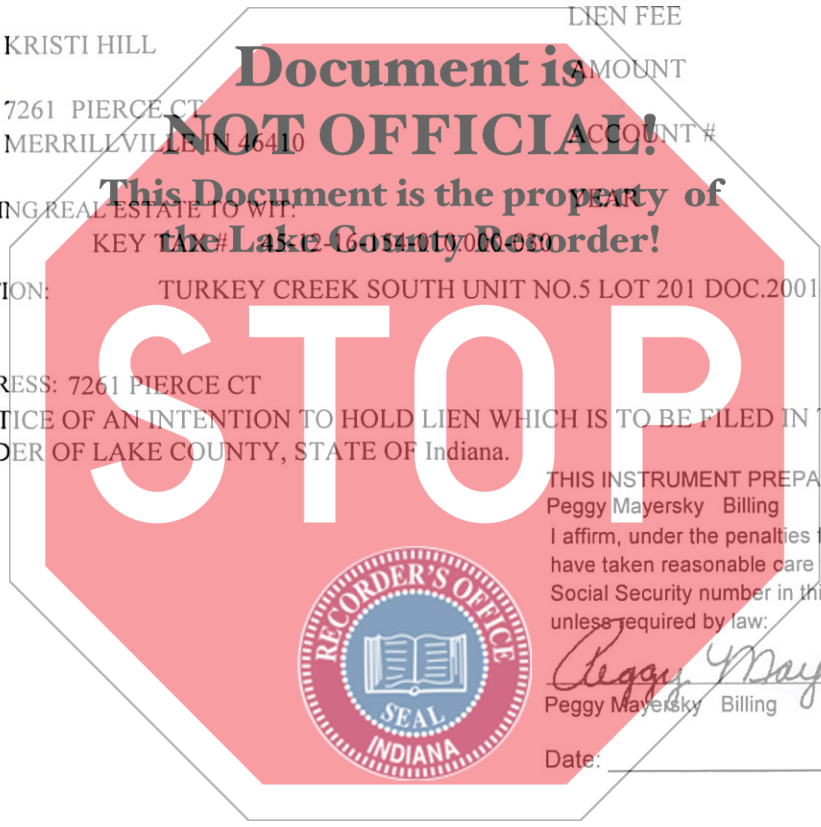 LIEN FEE
KRISTI HILL
Document is
AMOUNT
7261 PIERCE CT
NOT OFFICIAL!
MERRILLVILLE IN 46410
ACCOUNT #
This Document is the property of
YEAR
ING REAL ESTATE TO WIT:
the Lake County Recorder!
KEY TAX #
TION: TURKEY CREEK SOUTH UNIT NO.5 LOT 201 DOC.2001
STOP
RESS: 7261 PIERCE CT
TICE OF AN INTENTION TO HOLD LIEN WHICH IS TO BE FILED IN T
DER OF LAKE COUNTY, STATE OF Indiana.
THIS INSTRUMENT PREPA
Peggy Mayersky Billing
I affirm, under the penalties f
have taken reasonable care
Social Security number in thi
unless required by law:
Peggy May
Peggy Mayersky Billing
Date:
RECORDER'S OFFICE
SEAL
INDIANA